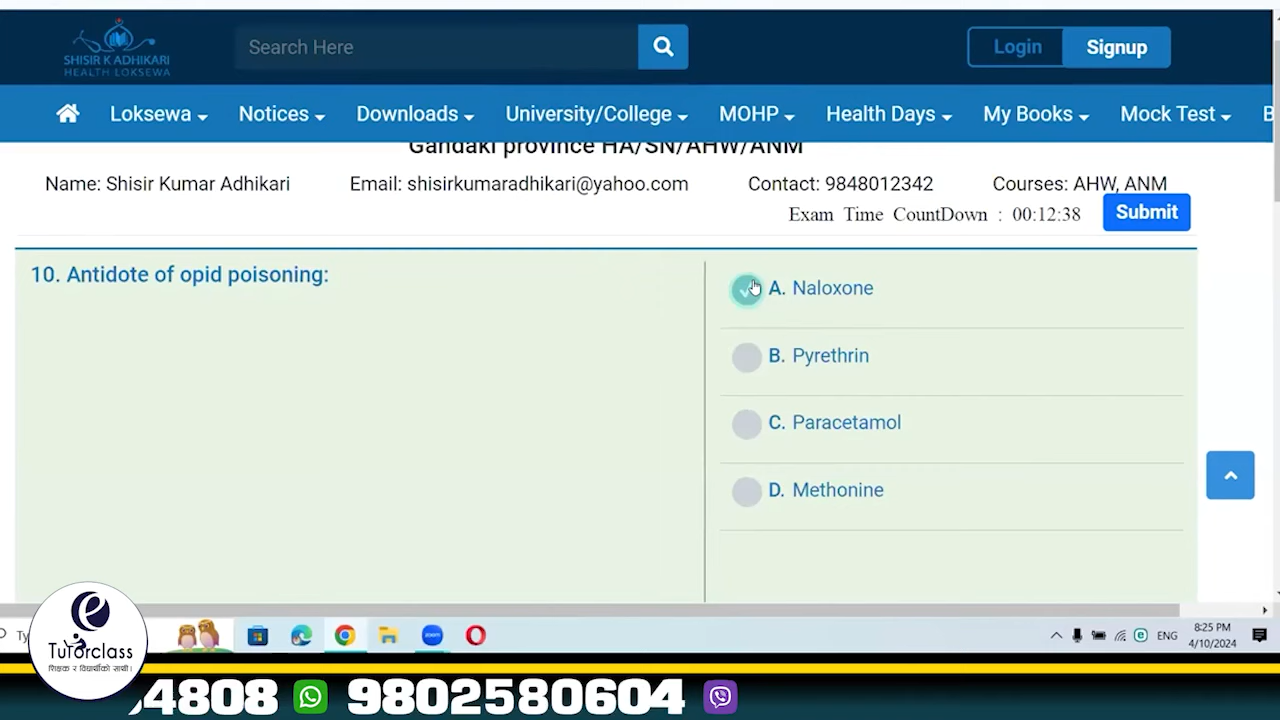 SHISIR K ADHIKARI
HEALTH LOKSEWA
Search Here
Login
Signup
Loksewa
Notices
Downloads
University/College
MOHP
Health Days
My Books
Mock Test
B
Gandaki province HA/SN/AHW/ANM
Name: Shisir Kumar Adhikari
Email: shisirkumaradhikari@yahoo.com
Contact: 9848012342
Courses: AHW, ANM
Exam Time CountDown : 00:12:38
Submit
10. Antidote of opid poisoning:
A. Naloxone
B. Pyrethrin
C. Paracetamol
D. Methonine
Ty
ENG
8:25 PM
4/10/2024
e
Tutorclass
शिक्षक र विद्यार्थीको साथी।
4808
9802580604